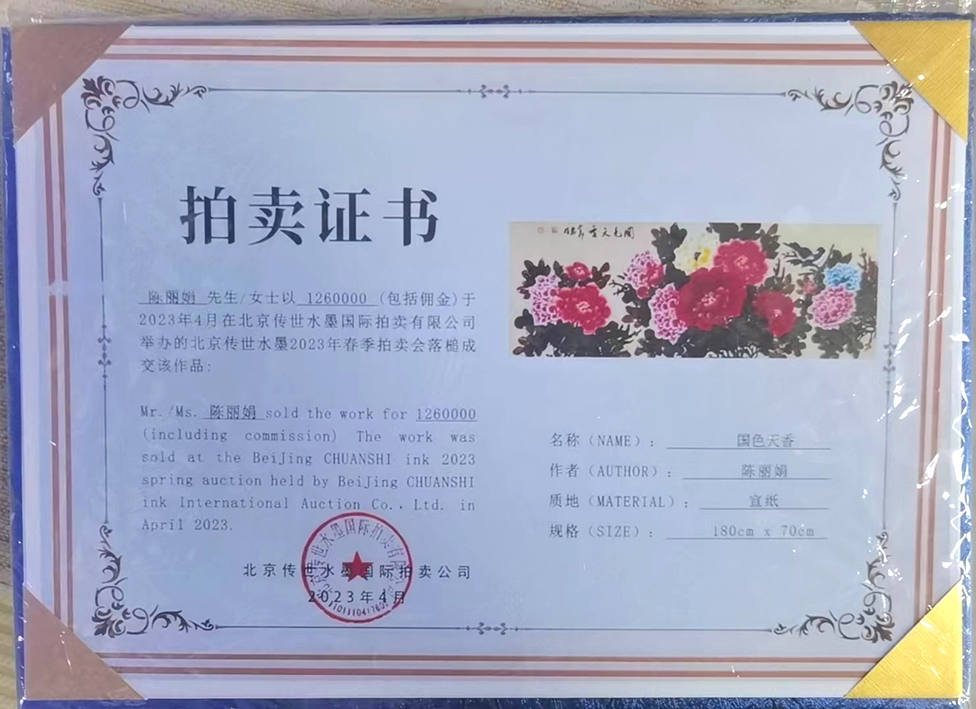 拍卖证书
陈丽娟 先生/女士以 1260000 (包括佣金)于
2023年4月在北京传世水墨国际拍卖有限公司
举办的北京传世水墨2023年春季拍卖会落槌成
交该作品:
Mr./Ms. 陈丽娟 sold the work for 1260000
(including commission) The work was
sold at the BeiJing CHUANSHI ink 2023
spring auction held by BeiJing CHUANSHI
ink International Auction Co., Ltd. in
April 2023.
北京传世水墨国际拍卖公司
2023年4月
国色天香
名称(NAME): 国色天香
作者(AUTHOR): 陈丽娟
质地(MATERIAL): 宣纸
规格(SIZE): 180cm x 70cm